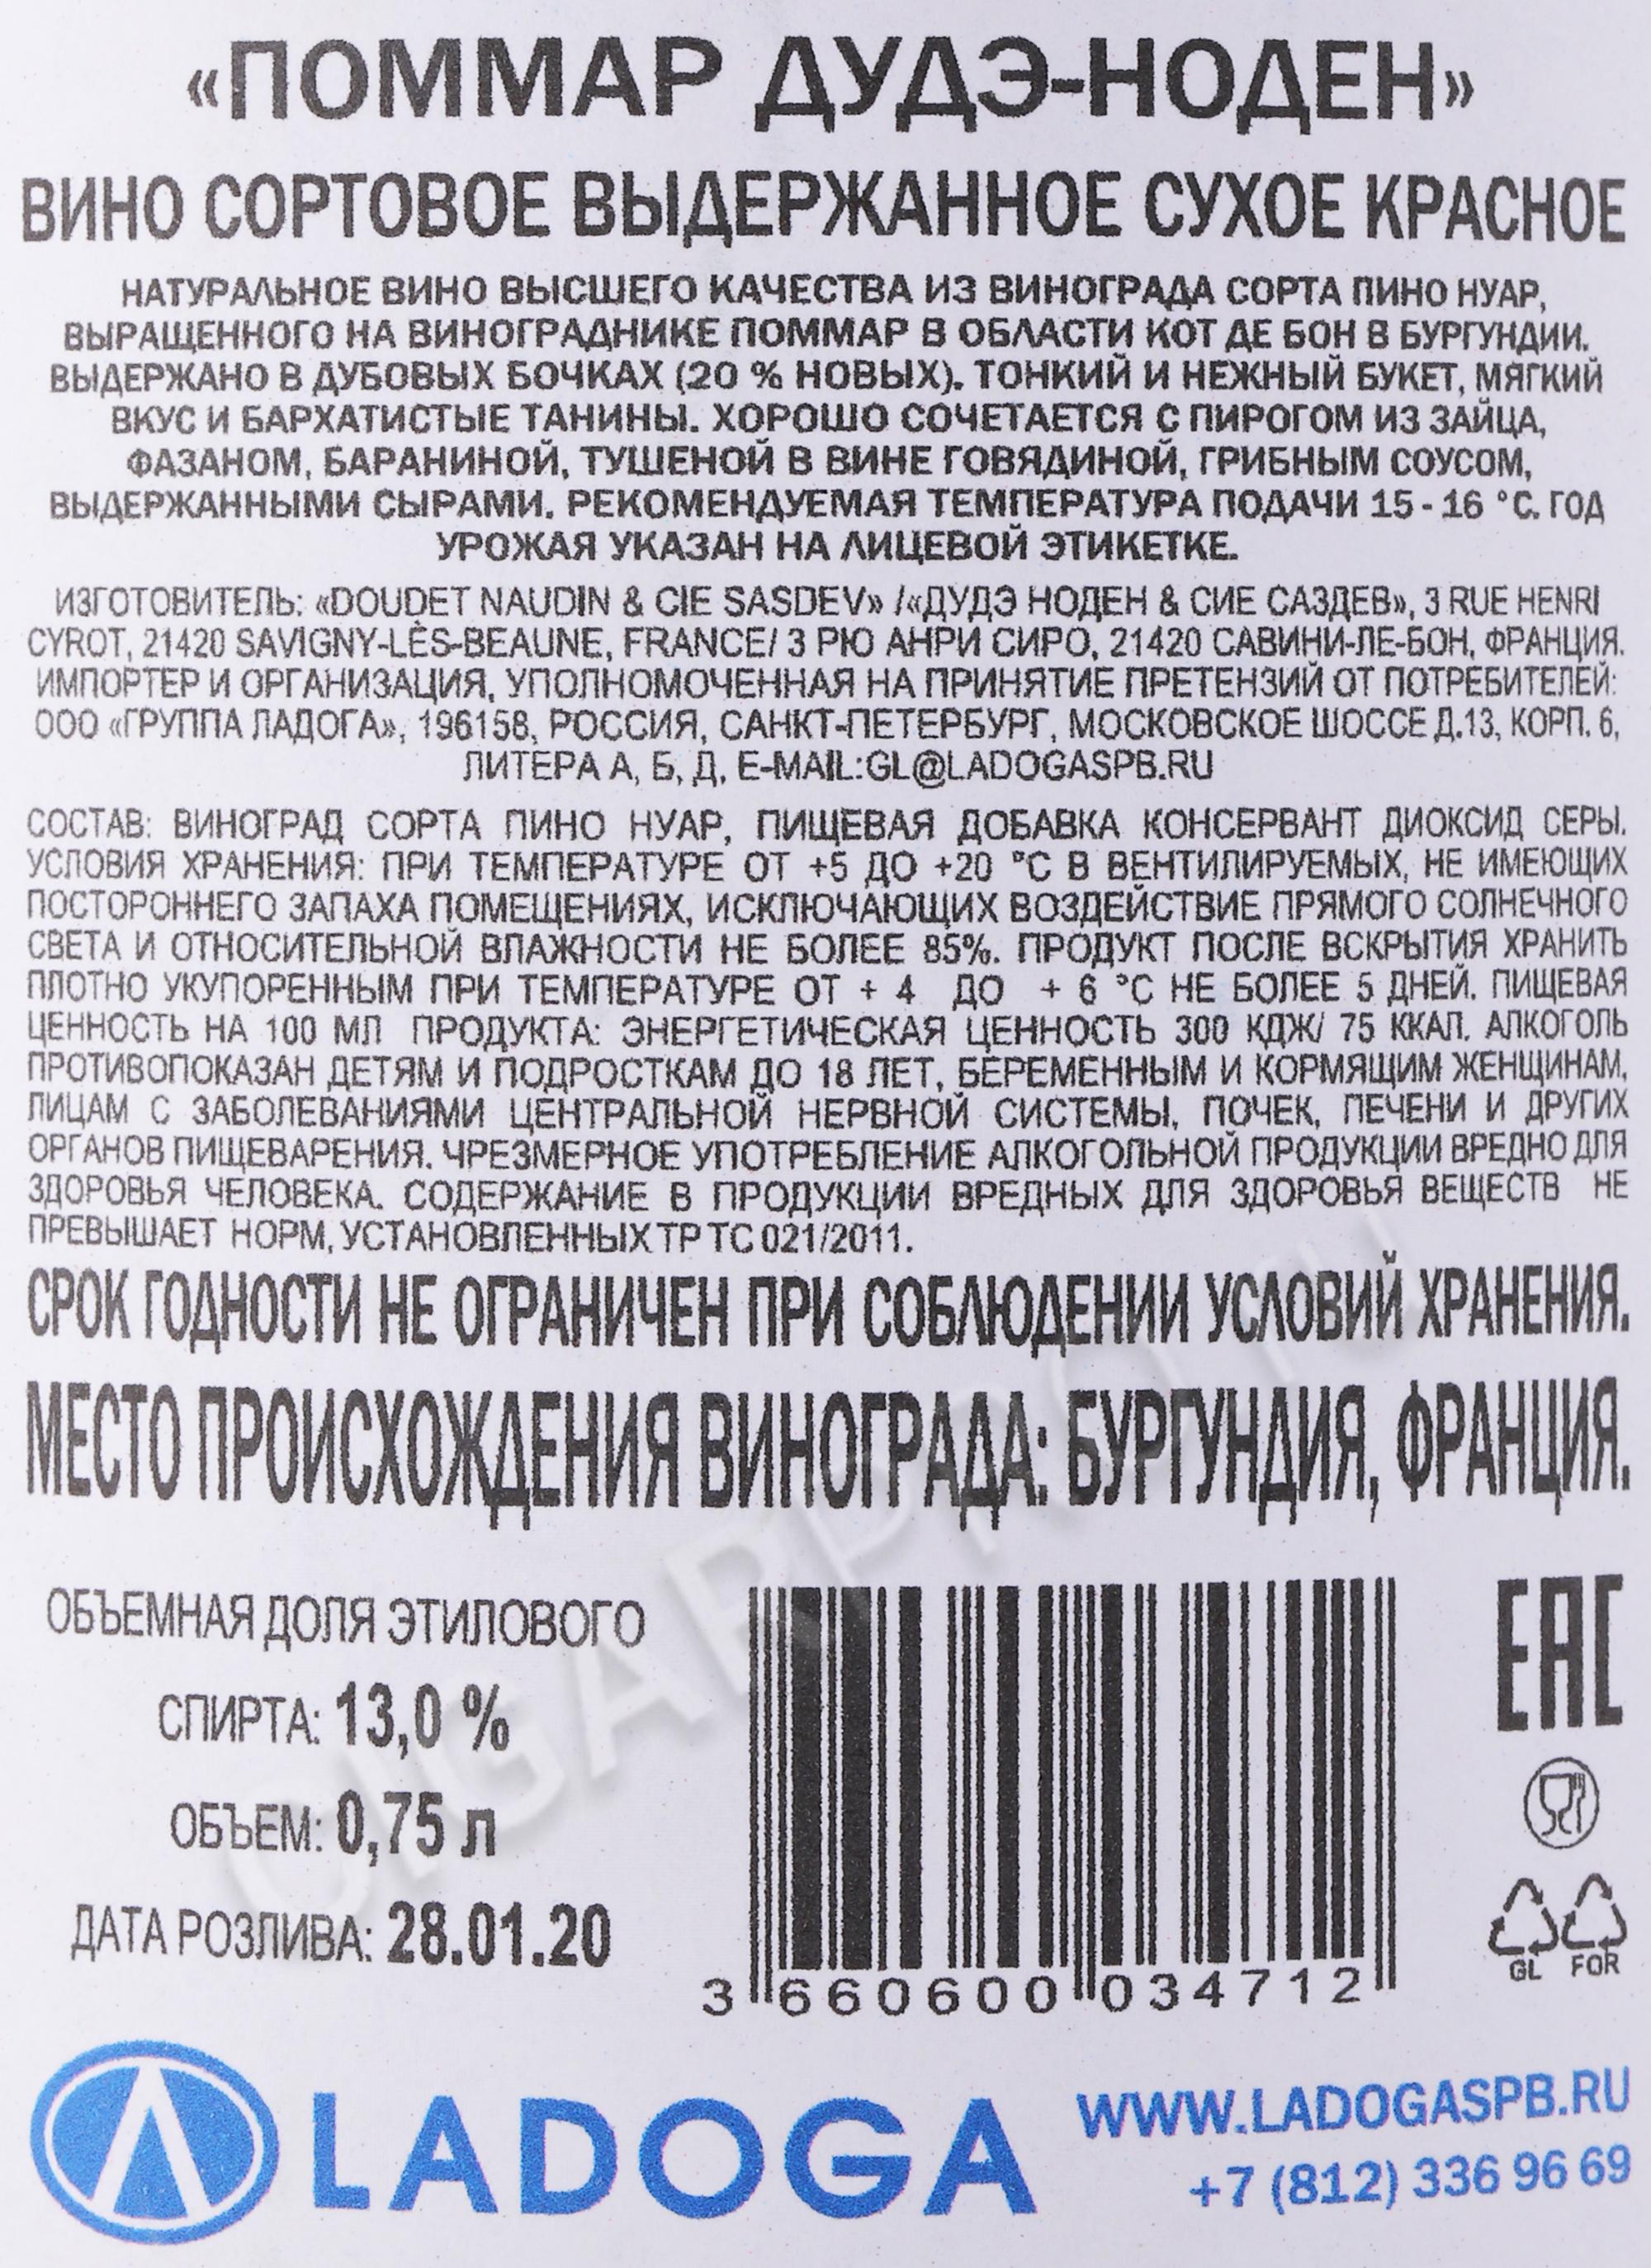 «ПОММАР ДУДЭ-НОДЕН»
ВИНО СОРТОВОЕ ВЫДЕРЖАННОЕ СУХОЕ КРАСНОЕ
НАТУРАЛЬНОЕ ВИНО ВЫСШЕГО КАЧЕСТВА ИЗ ВИНОГРАДА СОРТА ПИНО НУАР,
ВЫРАЩЕННОГО НА ВИНОГРАДНИКЕ ПОММАР В ОБЛАСТИ КОТ ДЕ БОН В БУРГУНДИИ.
ВЫДЕРЖАНО В ДУБОВЫХ БОЧКАХ (20 % НОВЫХ). ТОНКИЙ И НЕЖНЫЙ БУКЕТ, МЯГКИЙ
ВКУС И БАРХАТИСТЫЕ ТАНИНЫ. ХОРОШО СОЧЕТАЕТСЯ С ПИРОГОМ ИЗ ЗАЙЦА,
ФАЗАНОМ, БАРАНИНОЙ, ТУШЕНОЙ В ВИНЕ ГОВЯДИНОЙ, ГРИБНЫМ СОУСОМ,
ВЫДЕРЖАННЫМИ СЫРАМИ. РЕКОМЕНДУЕМАЯ ТЕМПЕРАТУРА ПОДАЧИ 15 - 16 °С. ГОД
УРОЖАЯ УКАЗАН НА ЛИЦЕВОЙ ЭТИКЕТКЕ.
ИЗГОТОВИТЕЛЬ: «DOUDET NAUDIN & CIE SASDEV» /«ДУДЭ НОДЕН & СИЕ САЗДЕВ», 3 RUE HENRI
CYROT, 21420 SAVIGNY-LÈS-BEAUNE, FRANCE/ 3 РЮ АНРИ СИРО, 21420 САВИНИ-ЛЕ-БОН, ФРАНЦИЯ.
ИМПОРТЕР И ОРГАНИЗАЦИЯ, УПОЛНОМОЧЕННАЯ НА ПРИНЯТИЕ ПРЕТЕНЗИЙ ОТ ПОТРЕБИТЕЛЕЙ:
ООО «ГРУППА ЛАДОГА», 196158, РОССИЯ, САНКТ-ПЕТЕРБУРГ, МОСКОВСКОЕ ШОССЕ Д.13, КОРП. 6,
ЛИТЕРА А, Б, Д, E-MAIL:GL@LADOGASPB.RU
СОСТАВ: ВИНОГРАД СОРТА ПИНО НУАР, ПИЩЕВАЯ ДОБАВКА КОНСЕРВАНТ ДИОКСИД СЕРЫ.
УСЛОВИЯ ХРАНЕНИЯ: ПРИ ТЕМПЕРАТУРЕ ОТ +5 ДО +20 °С В ВЕНТИЛИРУЕМЫХ, НЕ ИМЕЮЩИХ
ПОСТОРОННЕГО ЗАПАХА ПОМЕЩЕНИЯХ, ИСКЛЮЧАЮЩИХ ВОЗДЕЙСТВИЕ ПРЯМОГО СОЛНЕЧНОГО
СВЕТА И ОТНОСИТЕЛЬНОЙ ВЛАЖНОСТИ НЕ БОЛЕЕ 85%. ПРОДУКТ ПОСЛЕ ВСКРЫТИЯ ХРАНИТЬ
ПЛОТНО УКУПОРЕННЫМ ПРИ ТЕМПЕРАТУРЕ ОТ + 4 ДО + 6 °С НЕ БОЛЕЕ 5 ДНЕЙ. ПИЩЕВАЯ
ЦЕННОСТЬ НА 100 МЛ ПРОДУКТА: ЭНЕРГЕТИЧЕСКАЯ ЦЕННОСТЬ 300 КДЖ/ 75 ККАЛ. АЛКОГОЛЬ
ПРОТИВОПОКАЗАН ДЕТЯМ И ПОДРОСТКАМ ДО 18 ЛЕТ, БЕРЕМЕННЫМ И КОРМЯЩИМ ЖЕНЩИНАМ,
ЛИЦАМ С ЗАБОЛЕВАНИЯМИ ЦЕНТРАЛЬНОЙ НЕРВНОЙ СИСТЕМЫ, ПОЧЕК, ПЕЧЕНИ И ДРУГИХ
ОРГАНОВ ПИЩЕВАРЕНИЯ. ЧРЕЗМЕРНОЕ УПОТРЕБЛЕНИЕ АЛКОГОЛЬНОЙ ПРОДУКЦИИ ВРЕДНО ДЛЯ
ЗДОРОВЬЯ ЧЕЛОВЕКА. СОДЕРЖАНИЕ В ПРОДУКЦИИ ВРЕДНЫХ ДЛЯ ЗДОРОВЬЯ ВЕЩЕСТВ НЕ
ПРЕВЫШАЕТ НОРМ, УСТАНОВЛЕННЫХ ТР ТС 021/2011.
СРОК ГОДНОСТИ НЕ ОГРАНИЧЕН ПРИ СОБЛЮДЕНИИ УСЛОВИЙ ХРАНЕНИЯ.
МЕСТО ПРОИСХОЖДЕНИЯ ВИНОГРАДА: БУРГУНДИЯ, ФРАНЦИЯ.
ОБЪЕМНАЯ ДОЛЯ ЭТИЛОВОГО
СПИРТА: 13,0 %
ОБЪЕМ: 0,75 л
ДАТА РОЗЛИВА: 28.01.20
3 660600 034712
EAC
GL FOR
LADOGA
WWW.LADOGASPB.RU
+7 (812) 336 96 69
CIGARPRO.RU